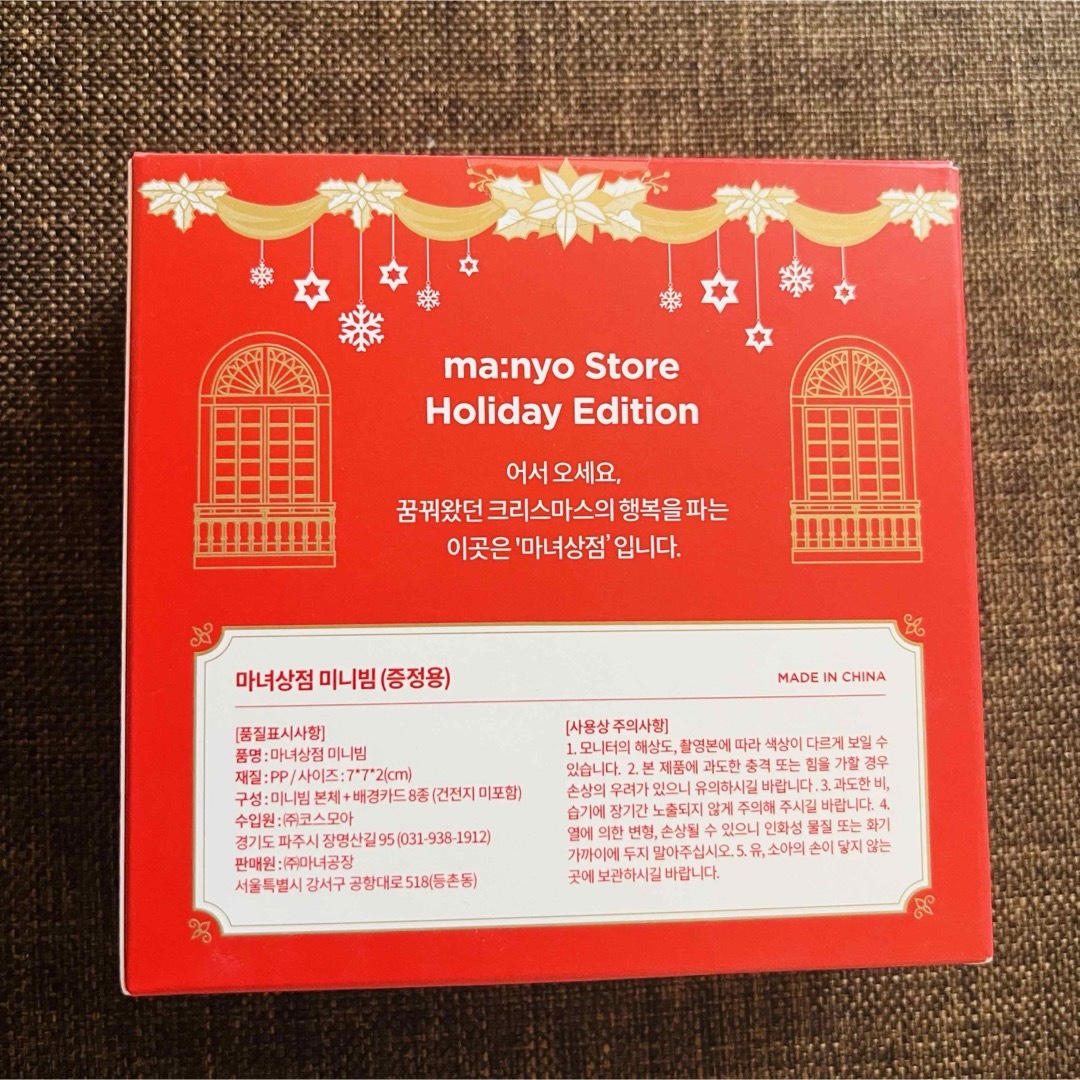 ma:nyo Store
Holiday Edition
어서 오세요,
꿈꿔왔던 크리스마스의 행복을 파는
이곳은 '마녀상점' 입니다.
마녀상점 미니빔 (증정용)
MADE IN CHINA
[품질표시사항]
품명 : 마녀상점 미니빔
재질 : PP / 사이즈 : 7*7*2(cm)
구성 : 미니빔 본체 + 배경카드 8종 (건전지 미포함)
수입원 : ㈜코스모아
경기도 파주시 장명산길 95 (031-938-1912)
판매원 : ㈜마녀공장
서울특별시 강서구 공항대로 518(등촌동)
[사용상 주의사항]
1. 모니터의 해상도, 촬영본에 따라 색상이 다르게 보일 수
있습니다. 2. 본 제품에 과도한 충격 또는 힘을 가할 경우
손상의 우려가 있으니 유의하시길 바랍니다 . 3. 과도한 비,
습기에 장기간 노출되지 않게 주의해 주시길 바랍니다. 4.
열에 의한 변형, 손상될 수 있으니 인화성 물질 또는 화기
가까이에 두지 말아주십시오. 5. 유, 소아의 손이 닿지 않는
곳에 보관하시길 바랍니다.